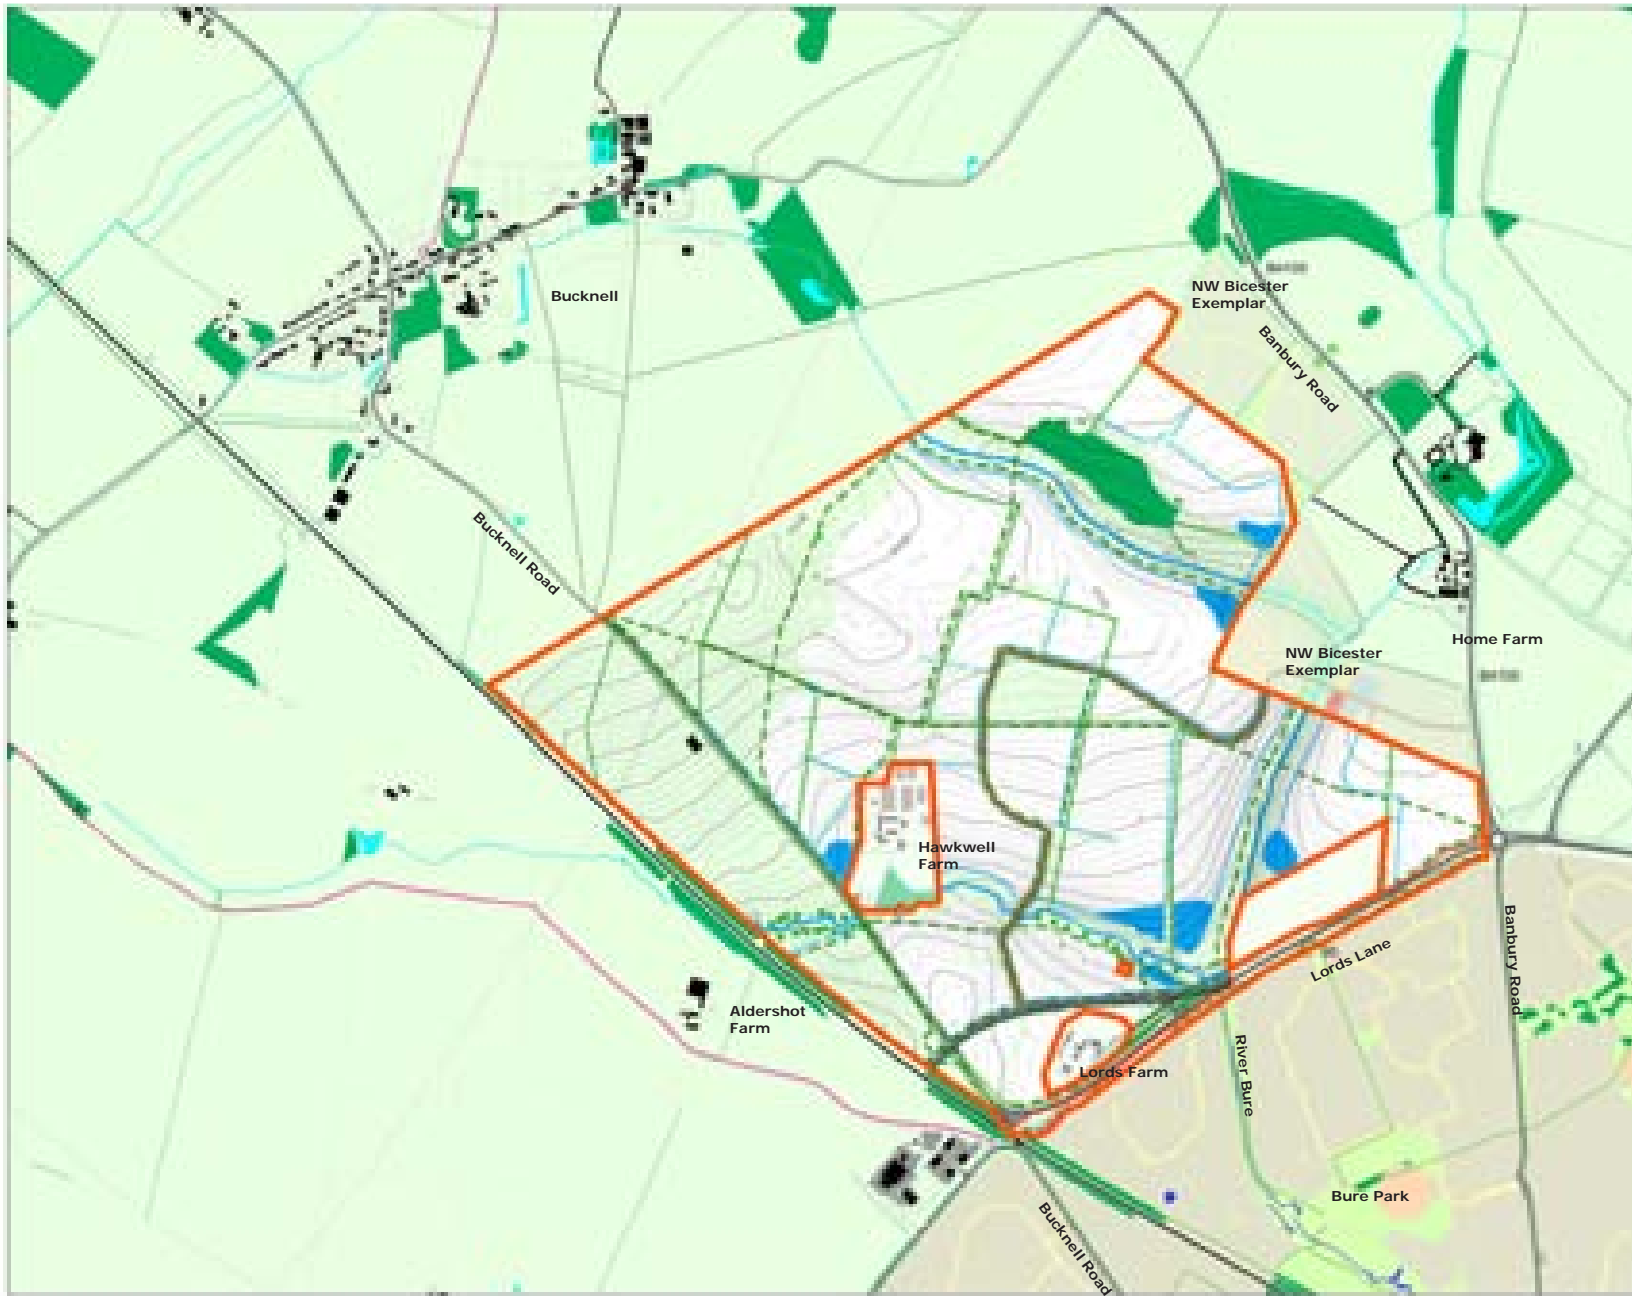 NW Bicester
Exemplar
Bucknell
Banbury Road
Bucknell Road
Home Farm
NW Bicester
Exemplar
Hawkwell
Farm
Banbury Road
Lords Lane
Aldershot
Farm
River Bure
Lords Farm
Bure Park
Bucknell Road